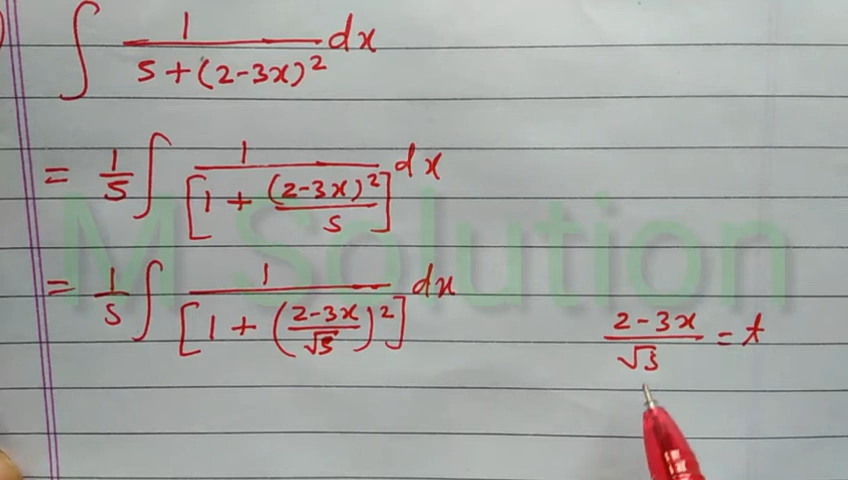 ∫ 1/(5+(2-3x)²) dx
= 1/5 ∫ 1/[1 + (2-3x)²/5] dx
= 1/5 ∫ 1/[1 + ((2-3x)/√5)²] dx
(2-3x)/√5 = t
M Solution